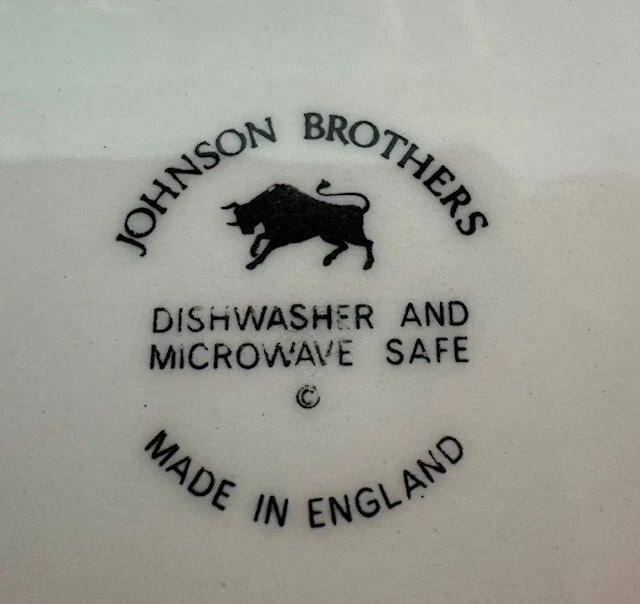 JOHNSON BROTHERS
DISHWASHER AND
MICROWAVE SAFE
©
MADE IN ENGLAND